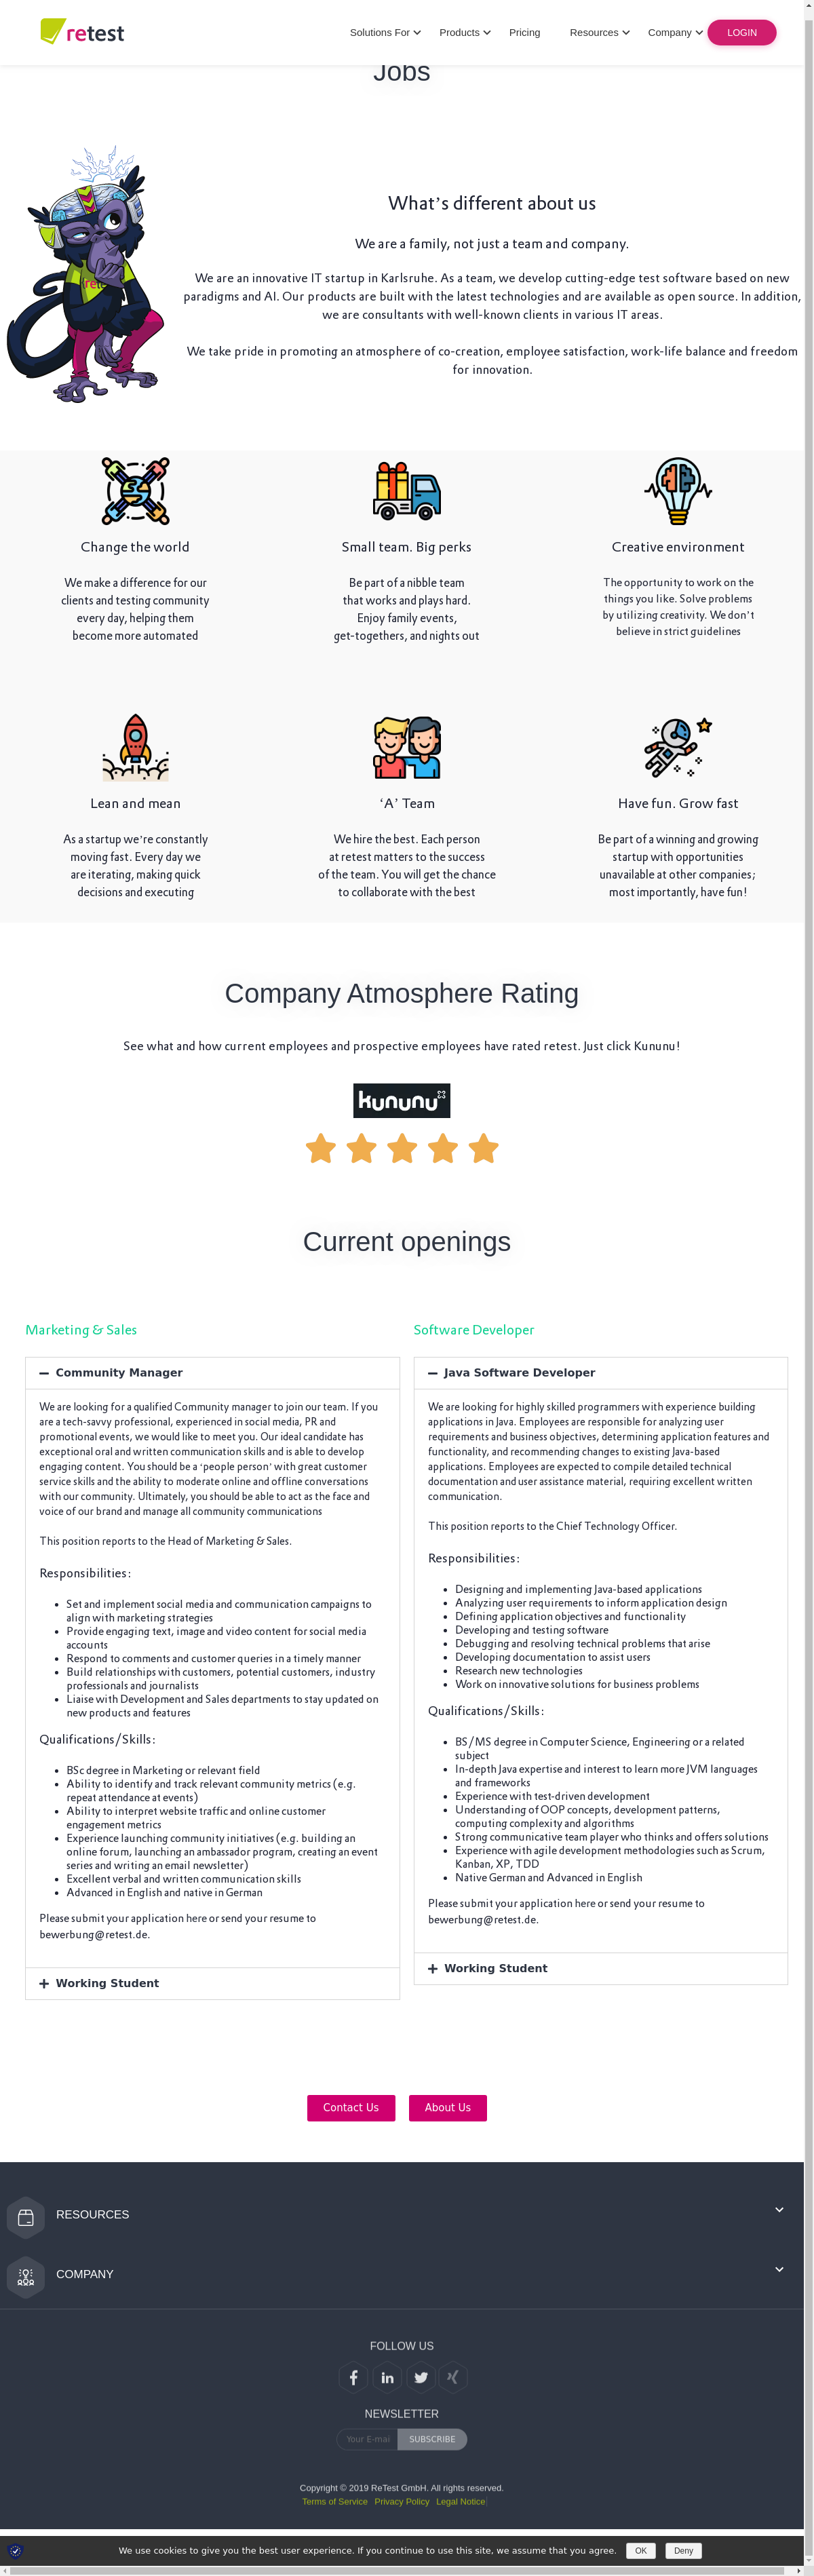 retest
Solutions For
Products
Pricing
Resources
Company
LOGIN
Jobs
What’s different about us
We are a family, not just a team and company.
We are an innovative IT startup in Karlsruhe. As a team, we develop cutting-edge test software based on new
paradigms and AI. Our products are built with the latest technologies and are available as open source. In addition,
we are consultants with well-known clients in various IT areas.
We take pride in promoting an atmosphere of co-creation, employee satisfaction, work-life balance and freedom
for innovation.
Change the world
We make a difference for our
clients and testing community
every day, helping them
become more automated
Small team. Big perks
Be part of a nibble team
that works and plays hard.
Enjoy family events,
get-togethers, and nights out
Creative environment
The opportunity to work on the
things you like. Solve problems
by utilizing creativity. We don’t
believe in strict guidelines
Lean and mean
As a startup we’re constantly
moving fast. Every day we
are iterating, making quick
decisions and executing
‘A’ Team
We hire the best. Each person
at retest matters to the success
of the team. You will get the chance
to collaborate with the best
Have fun. Grow fast
Be part of a winning and growing
startup with opportunities
unavailable at other companies;
most importantly, have fun!
Company Atmosphere Rating
See what and how current employees and prospective employees have rated retest. Just click Kununu!
kununu
Current openings
Marketing & Sales
Community Manager
We are looking for a qualified Community manager to join our team. If you
are a tech-savvy professional, experienced in social media, PR and
promotional events, we would like to meet you. Our ideal candidate has
exceptional oral and written communication skills and is able to develop
engaging content. You should be a ‘people person’ with great customer
service skills and the ability to moderate online and offline conversations
with our community. Ultimately, you should be able to act as the face and
voice of our brand and manage all community communications
This position reports to the Head of Marketing & Sales.
Responsibilities:
• Set and implement social media and communication campaigns to
align with marketing strategies
• Provide engaging text, image and video content for social media
accounts
• Respond to comments and customer queries in a timely manner
• Build relationships with customers, potential customers, industry
professionals and journalists
• Liaise with Development and Sales departments to stay updated on
new products and features
Qualifications/Skills:
• BSc degree in Marketing or relevant field
• Ability to identify and track relevant community metrics (e.g.
repeat attendance at events)
• Ability to interpret website traffic and online customer
engagement metrics
• Experience launching community initiatives (e.g. building an
online forum, launching an ambassador program, creating an event
series and writing an email newsletter)
• Excellent verbal and written communication skills
• Advanced in English and native in German
Please submit your application here or send your resume to
bewerbung@retest.de.
Working Student
Software Developer
Java Software Developer
We are looking for highly skilled programmers with experience building
applications in Java. Employees are responsible for analyzing user
requirements and business objectives, determining application features and
functionality, and recommending changes to existing Java-based
applications. Employees are expected to compile detailed technical
documentation and user assistance material, requiring excellent written
communication.
This position reports to the Chief Technology Officer.
Responsibilities:
• Designing and implementing Java-based applications
• Analyzing user requirements to inform application design
• Defining application objectives and functionality
• Developing and testing software
• Debugging and resolving technical problems that arise
• Developing documentation to assist users
• Research new technologies
• Work on innovative solutions for business problems
Qualifications/Skills:
• BS/MS degree in Computer Science, Engineering or a related
subject
• In-depth Java expertise and interest to learn more JVM languages
and frameworks
• Experience with test-driven development
• Understanding of OOP concepts, development patterns,
computing complexity and algorithms
• Strong communicative team player who thinks and offers solutions
• Experience with agile development methodologies such as Scrum,
Kanban, XP, TDD
• Native German and Advanced in English
Please submit your application here or send your resume to
bewerbung@retest.de.
Working Student
Contact Us
About Us
RESOURCES
COMPANY
FOLLOW US
NEWSLETTER
Your E-mail
SUBSCRIBE
Copyright © 2019 ReTest GmbH. All rights reserved.
Terms of Service Privacy Policy Legal Notice
We use cookies to give you the best user experience. If you continue to use this site, we assume that you agree.
OK
Deny